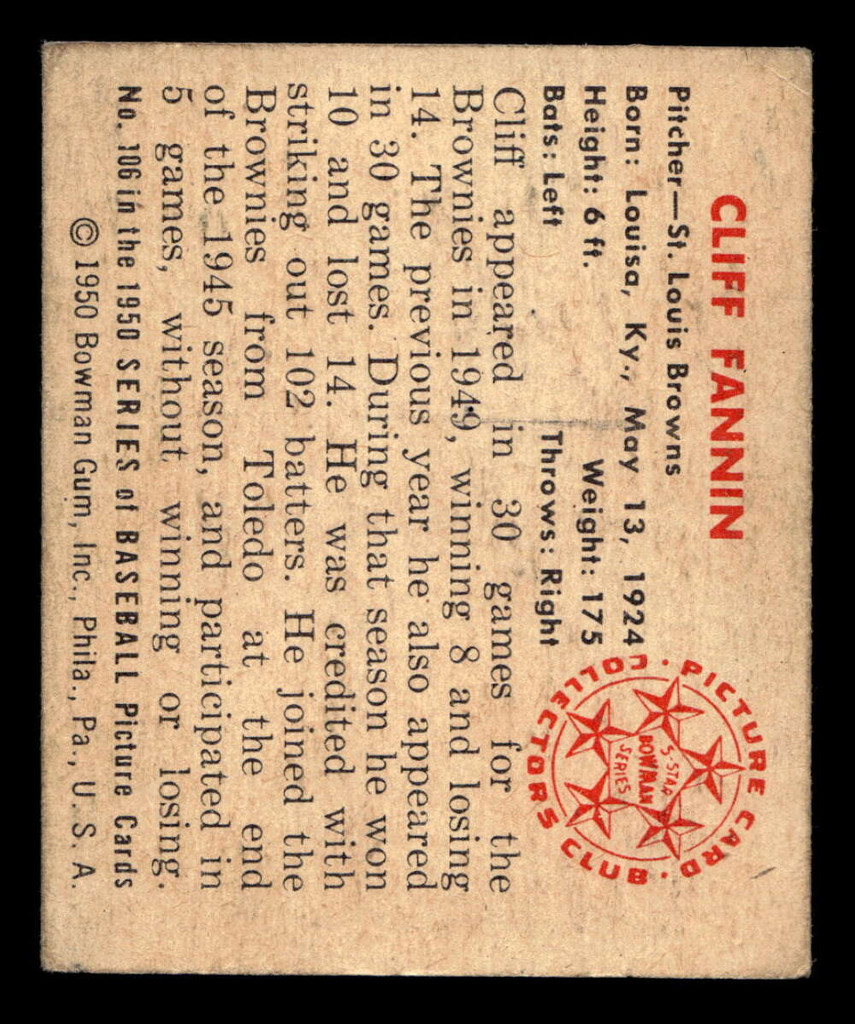 CLIFF FANNIN
Pitcher—St. Louis Browns
Born: Louisa, Ky., May 13, 1924
Height: 6 ft. Weight: 175
Bats: Left Throws: Right
PICTURE CARD COLLECTORS CLUB
5-STAR
BOWMAN
SERIES
Cliff appeared in 30 games for the
Brownies in 1949, winning 8 and losing
14. The previous year he also appeared
in 30 games. During that season he won
10 and lost 14. He was credited with
striking out 102 batters. He joined the
Brownies from Toledo at the end
of the 1945 season, and participated in
5 games, without winning or losing.
No. 106 in the 1950 SERIES of BASEBALL Picture Cards
© 1950 Bowman Gum, Inc., Phila., Pa., U. S. A.